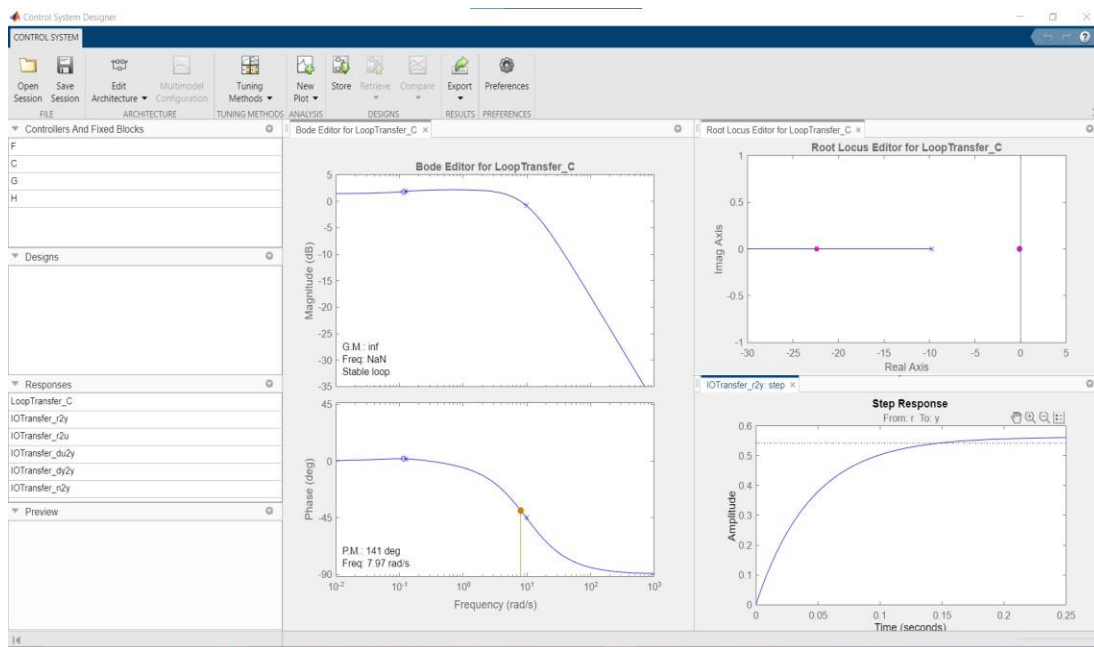 Control System Designer
CONTROL SYSTEM
Open Session
Save Session
Edit Architecture
Multimodel Configuration
Tuning Methods
New Plot
Store
Retrieve
Compare
Export
Preferences
FILE
ARCHITECTURE
TUNING METHODS
ANALYSIS
DESIGNS
RESULTS
PREFERENCES
Controllers And Fixed Blocks
F
C
G
H
Designs
Responses
LoopTransfer_C
IOTransfer_r2y
IOTransfer_r2u
IOTransfer_du2y
IOTransfer_dy2y
IOTransfer_n2y
Preview
Bode Editor for LoopTransfer_C
Bode Editor for LoopTransfer_C
5
0
-5
-10
-15
-20
-25
-30
-35
Magnitude (dB)
G.M.: inf
Freq: NaN
Stable loop
45
0
-45
-90
Phase (deg)
P.M.: 141 deg
Freq: 7.97 rad/s
10^-2
10^-1
10^0
10^1
10^2
10^3
Frequency (rad/s)
Root Locus Editor for LoopTransfer_C
Root Locus Editor for LoopTransfer_C
1
0.5
0
-0.5
-1
Imag Axis
-30
-25
-20
-15
-10
-5
0
5
Real Axis
IOTransfer_r2y: step
Step Response
From: r To: y
0.6
0.5
0.4
0.3
0.2
0.1
0
Amplitude
0
0.05
0.1
0.15
0.2
0.25
Time (seconds)